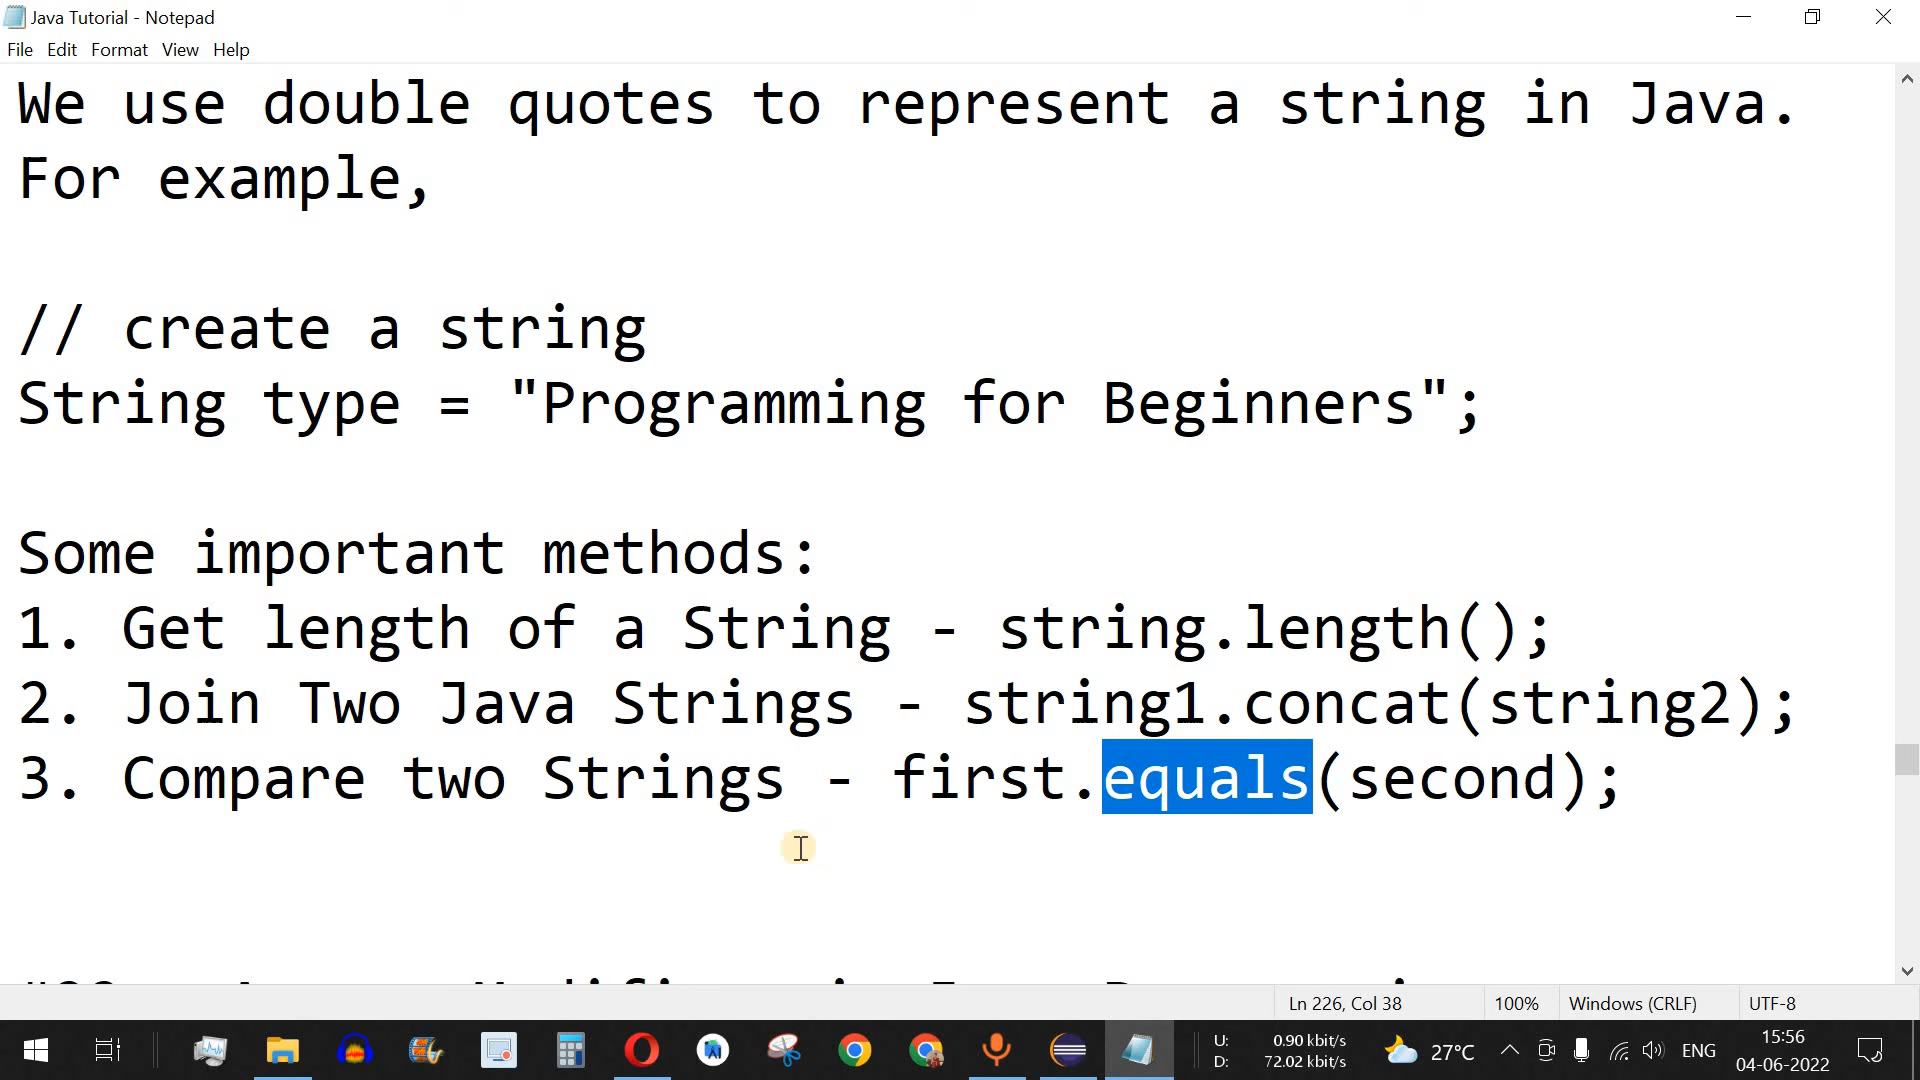 Java Tutorial - Notepad
File Edit Format View Help
We use double quotes to represent a string in Java.
For example,
// create a string
String type = "Programming for Beginners";
Some important methods:
1. Get length of a String - string.length();
2. Join Two Java Strings - string1.concat(string2);
3. Compare two Strings - first.equals(second);
Ln 226, Col 38
100%
Windows (CRLF)
UTF-8
U: 0.90 kbit/s
D: 72.02 kbit/s
27°C
ENG
15:56
04-06-2022